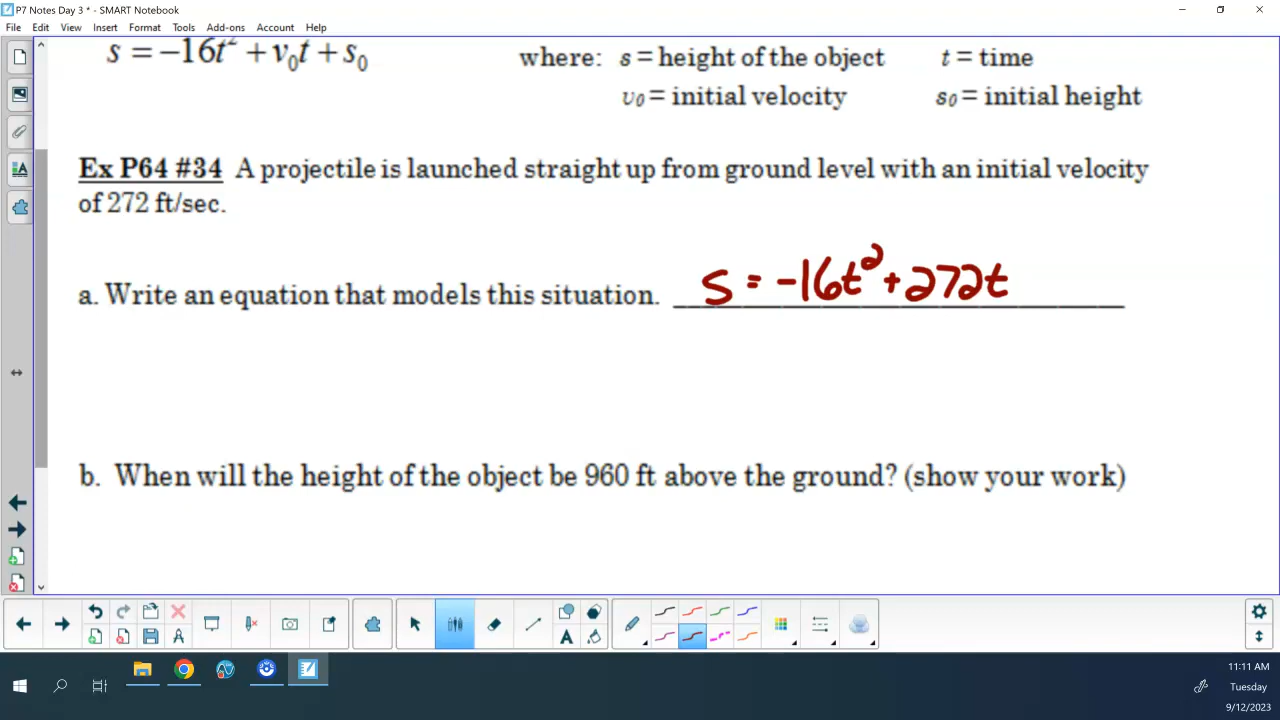 P7 Notes Day 3 * - SMART Notebook
File Edit View Insert Format Tools Add-ons Account Help
s = −16t² + v₀t + s₀ where: s = height of the object t = time
v₀ = initial velocity s₀ = initial height
Ex P64 #34 A projectile is launched straight up from ground level with an initial velocity
of 272 ft/sec.
a. Write an equation that models this situation. s = -16t² + 272t
b. When will the height of the object be 960 ft above the ground? (show your work)
11:11 AM
Tuesday
9/12/2023